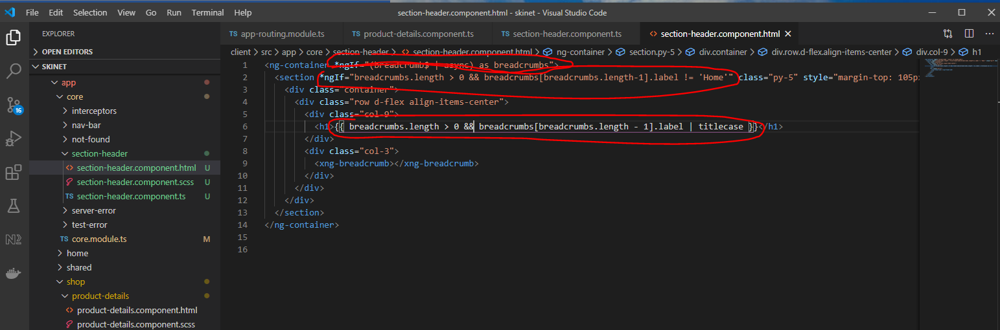 File Edit Selection View Go Run Terminal Help section-header.component.html - skinet - Visual Studio Code
EXPLORER
OPEN EDITORS
SKINET
app
core
interceptors
nav-bar
not-found
section-header
section-header.component.html U
section-header.component.scss U
TS section-header.component.ts U
server-error
test-error
TS core.module.ts M
home
shared
shop
product-details
product-details.component.html
product-details.component.scss
16
N2
TS app-routing.module.ts TS product-details.component.ts TS section-header.component.ts section-header.component.html
client > src > app > core > section-header > section-header.component.html > ng-container > section.py-5 > div.container > div.row.d-flex.align-items-center > div.col-9 > h1
1 <ng-container *ngIf="(breadcrumb$ | async) as breadcrumbs">
2 <section *ngIf="breadcrumbs.length > 0 && breadcrumbs[breadcrumbs.length-1].label != 'Home'" class="py-5" style="margin-top: 105px
3 <div class="container">
4 <div class="row d-flex align-items-center">
5 <div class="col-9">
6 <h1>{{ breadcrumbs.length > 0 && breadcrumbs[breadcrumbs.length - 1].label | titlecase }}</h1>
7 </div>
8 <div class="col-3">
9 <xng-breadcrumb></xng-breadcrumb>
10 </div>
11 </div>
12 </div>
13 </section>
14 </ng-container>
15
16